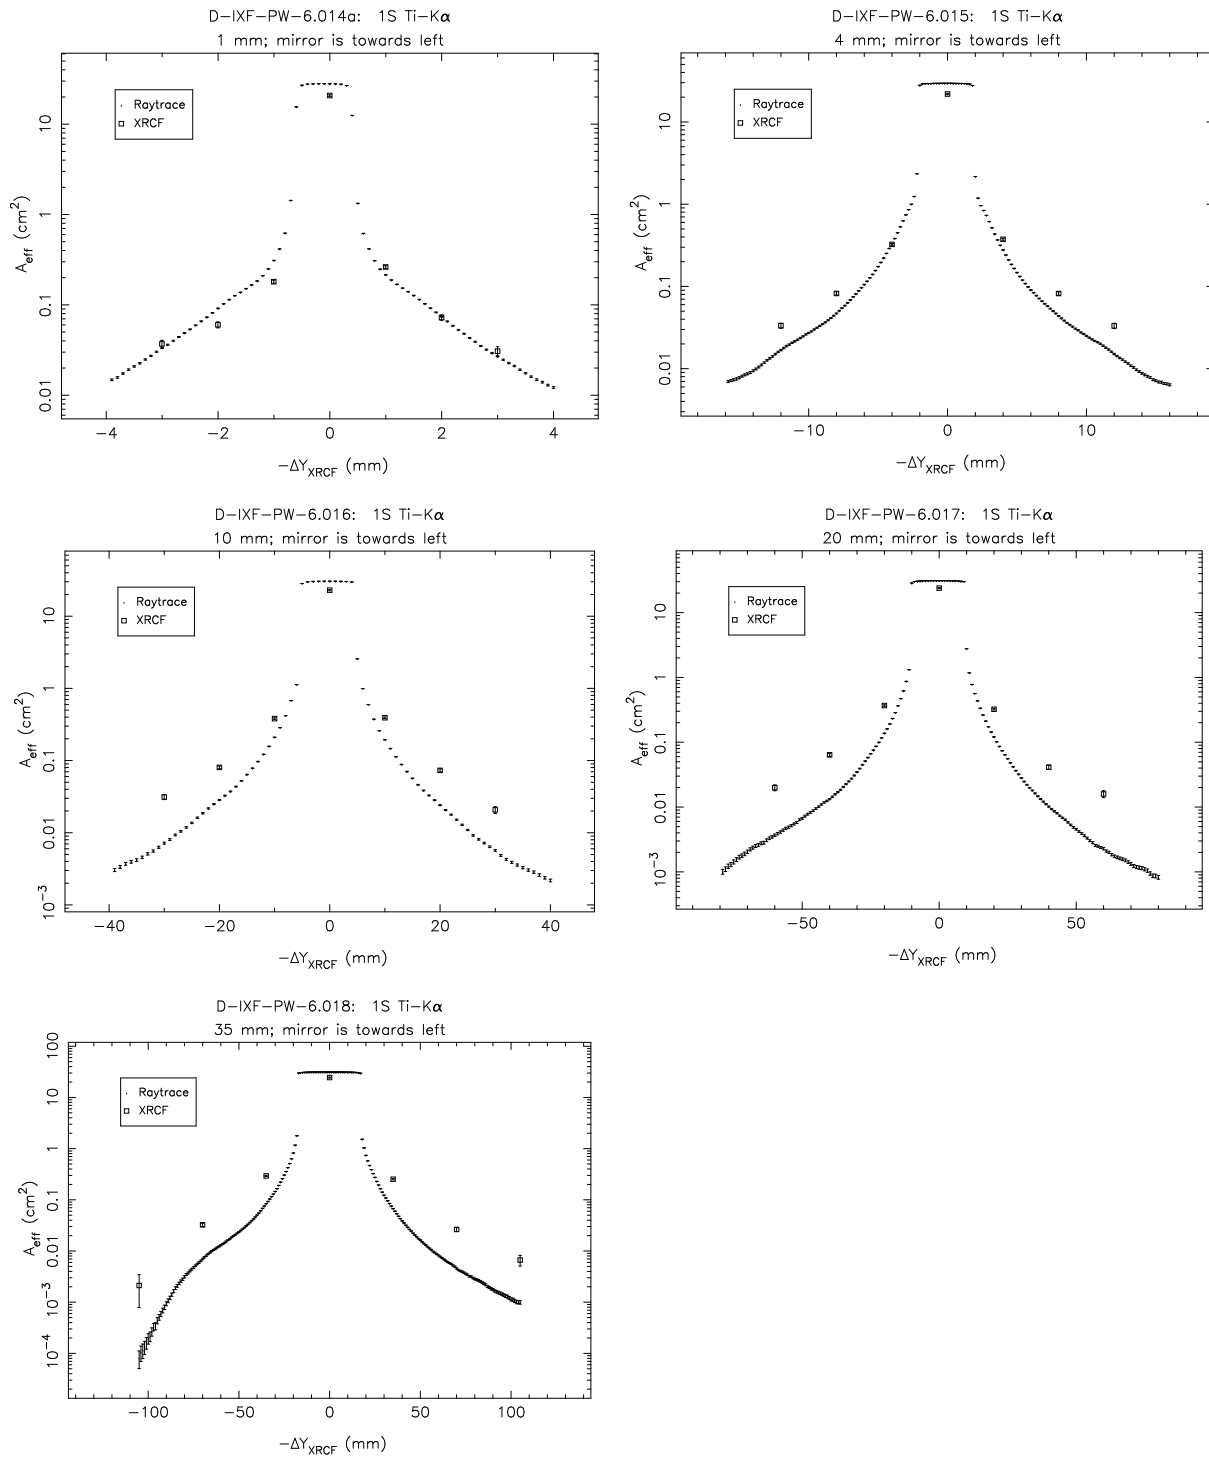 D-IXF-PW-6.014a: 1S Ti-Kα
1 mm; mirror is towards left
Raytrace
XRCF
A_eff (cm²)
10
1
0.1
0.01
−4 −2 0 2 4
−ΔY_XRCF (mm)
D-IXF-PW-6.015: 1S Ti-Kα
4 mm; mirror is towards left
Raytrace
XRCF
A_eff (cm²)
10
1
0.1
0.01
−10 0 10
−ΔY_XRCF (mm)
D-IXF-PW-6.016: 1S Ti-Kα
10 mm; mirror is towards left
Raytrace
XRCF
A_eff (cm²)
10
1
0.1
0.01
10⁻³
−40 −20 0 20 40
−ΔY_XRCF (mm)
D-IXF-PW-6.017: 1S Ti-Kα
20 mm; mirror is towards left
Raytrace
XRCF
A_eff (cm²)
10
1
0.1
0.01
10⁻³
−50 0 50
−ΔY_XRCF (mm)
D-IXF-PW-6.018: 1S Ti-Kα
35 mm; mirror is towards left
Raytrace
XRCF
A_eff (cm²)
100
10
1
0.1
0.01
10⁻³
10⁻⁴
−100 −50 0 50 100
−ΔY_XRCF (mm)